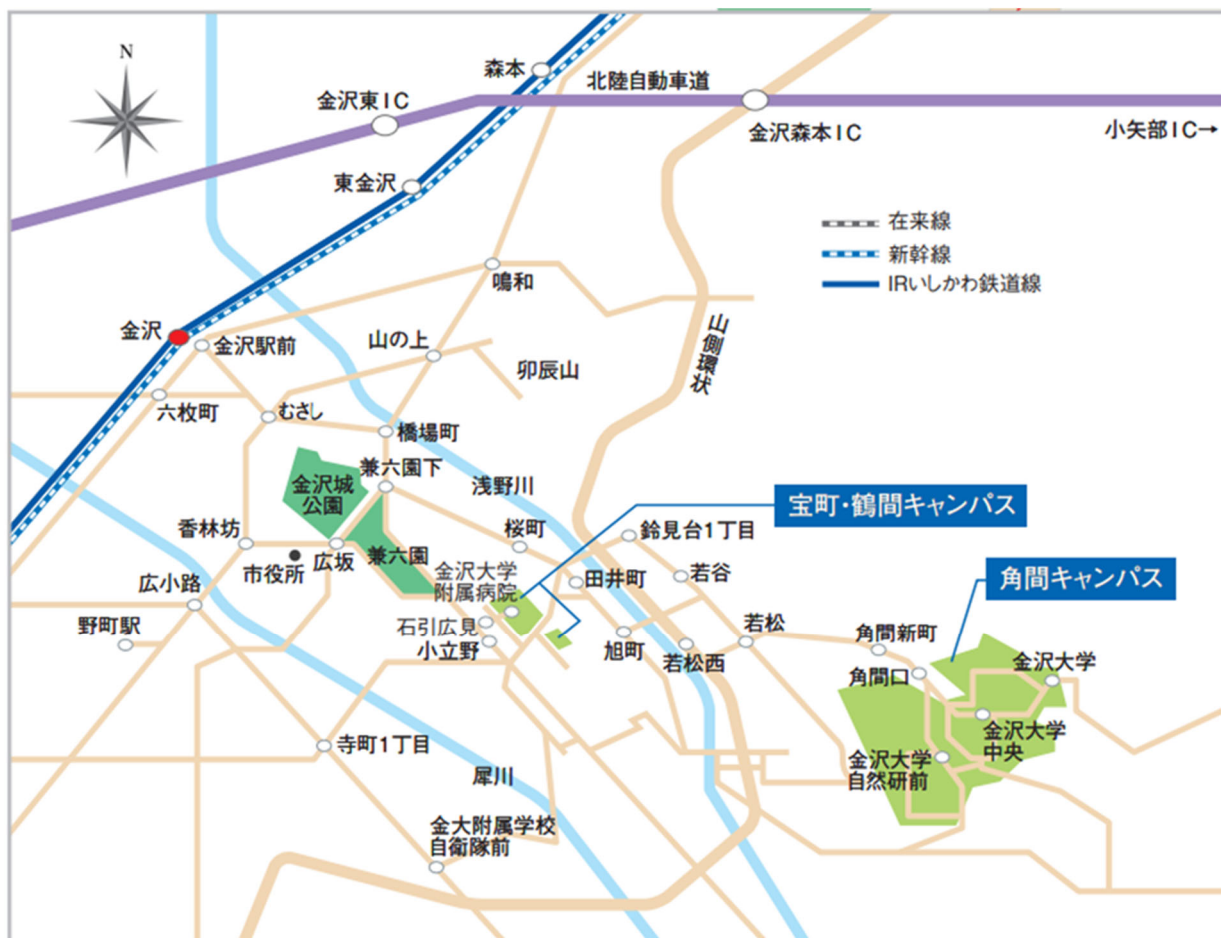 N
森本
北陸自動車道
金沢東IC
金沢森本IC
小矢部IC→
東金沢
在来線
新幹線
IRいしかわ鉄道線
鳴和
金沢
金沢駅前
山の上
卯辰山
山側環状
六枚町
むさし
橋場町
兼六園下
浅野川
金沢城
公園
宝町・鶴間キャンパス
香林坊
市役所
広坂
兼六園
桜町
鈴見台1丁目
金沢大学
附属病院
田井町
若谷
角間キャンパス
広小路
野町駅
石引広見
小立野
旭町
若松西
若松
角間新町
角間口
金沢大学
金沢大学
中央
金沢大学
自然研前
寺町1丁目
犀川
金大附属学校
自衛隊前